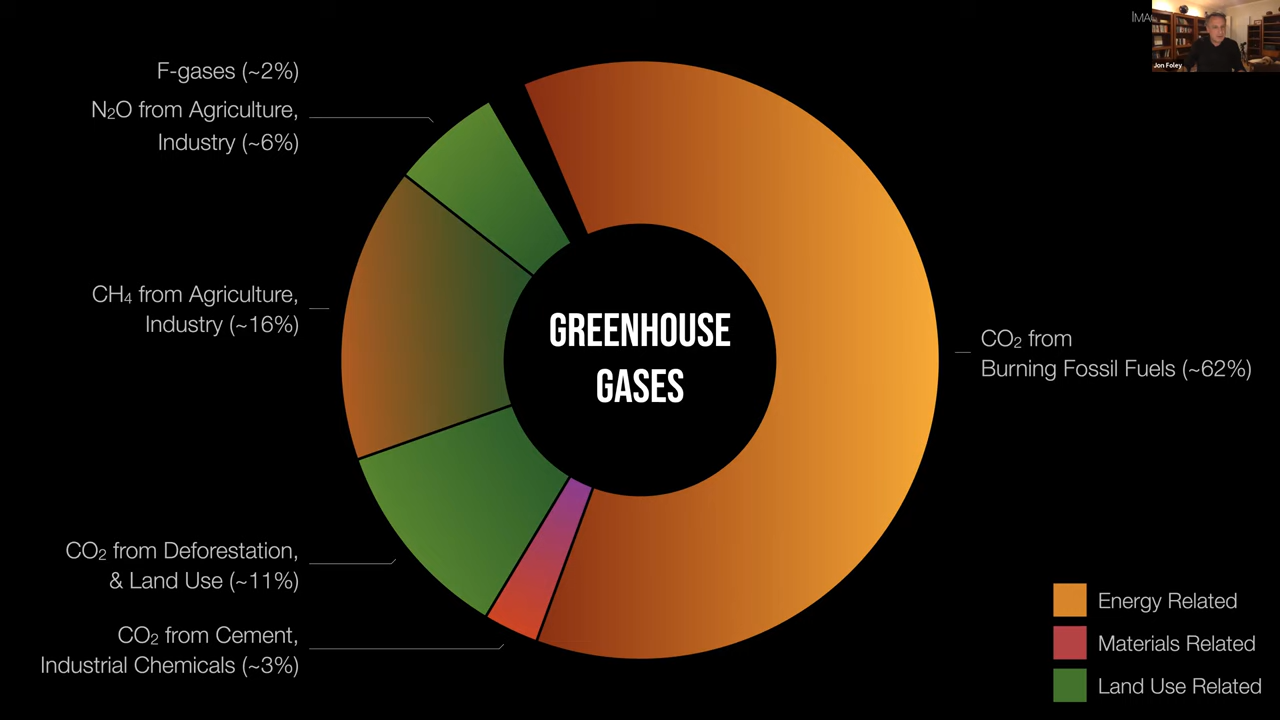 F-gases (~2%)
N₂O from Agriculture,
Industry (~6%)
CH₄ from Agriculture,
Industry (~16%)
CO₂ from Deforestation,
& Land Use (~11%)
CO₂ from Cement,
Industrial Chemicals (~3%)
GREENHOUSE
GASES
CO₂ from
Burning Fossil Fuels (~62%)
Energy Related
Materials Related
Land Use Related
Jon Foley